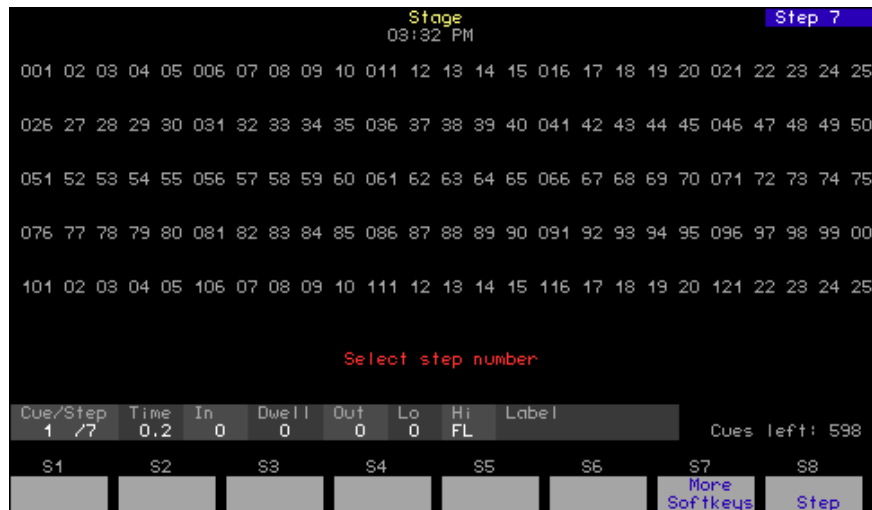 Stage Step 7
03:32 PM
001 02 03 04 05 006 07 08 09 10 011 12 13 14 15 016 17 18 19 20 021 22 23 24 25
026 27 28 29 30 031 32 33 34 35 036 37 38 39 40 041 42 43 44 45 046 47 48 49 50
051 52 53 54 55 056 57 58 59 60 061 62 63 64 65 066 67 68 69 70 071 72 73 74 75
076 77 78 79 80 081 82 83 84 85 086 87 88 89 90 091 92 93 94 95 096 97 98 99 00
101 02 03 04 05 106 07 08 09 10 111 12 13 14 15 116 17 18 19 20 121 22 23 24 25
Select step number
Cue/Step Time In Dwell Out Lo Hi Label
1 /7 0.2 0 0 0 0 FL Cues left: 598
S1 S2 S3 S4 S5 S6 S7 S8
More
Softkeys Step